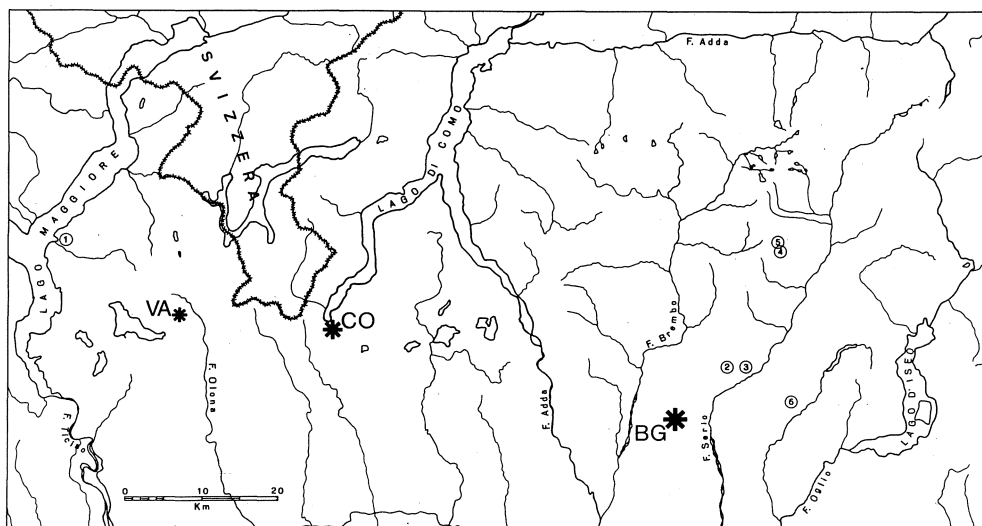 F. Adda
SVIZZERA
LAGO DI COMO
LAGO MAGGIORE
1
5
4
VA
CO
F. Brembo
2
3
6
LAGO D'ISEO
F. Olona
F. Adda
F. Ticino
BG
F. Serio
F. Oglio
0 10 20
Km